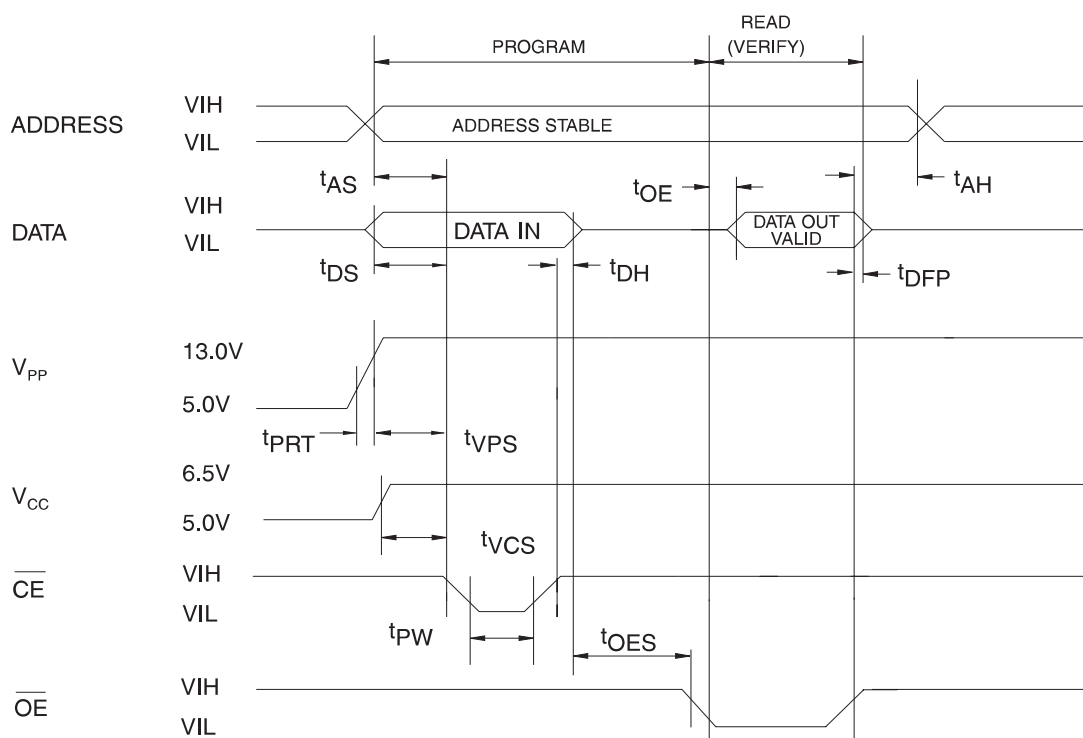 READ
(VERIFY)
PROGRAM
ADDRESS
VIH
VIL
ADDRESS STABLE
tAS
tOE
tAH
DATA
VIH
VIL
DATA IN
DATA OUT
VALID
tDS
tDH
tDFP
VPP
13.0V
5.0V
tPRT
tVPS
VCC
6.5V
5.0V
tVCS
CE
VIH
VIL
tPW
tOES
OE
VIH
VIL